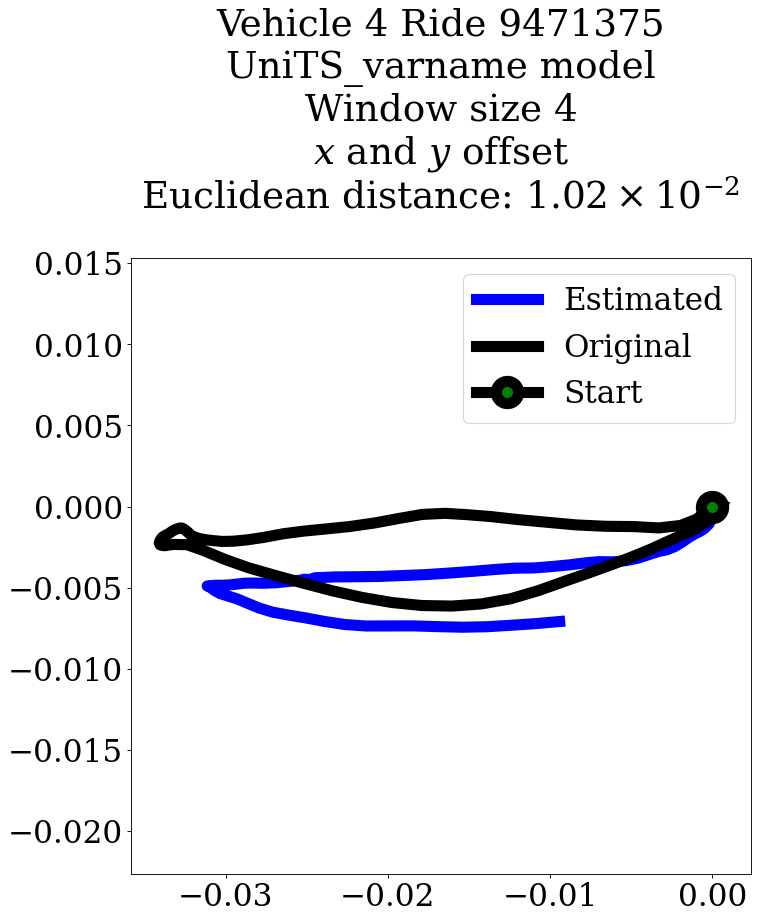 Vehicle 4 Ride 9471375
UniTS_varname model
Window size 4
x and y offset
Euclidean distance: 1.02 × 10⁻²
0.015
0.010
0.005
0.000
−0.005
−0.010
−0.015
−0.020
Estimated
Original
Start
−0.03 −0.02 −0.01 0.00